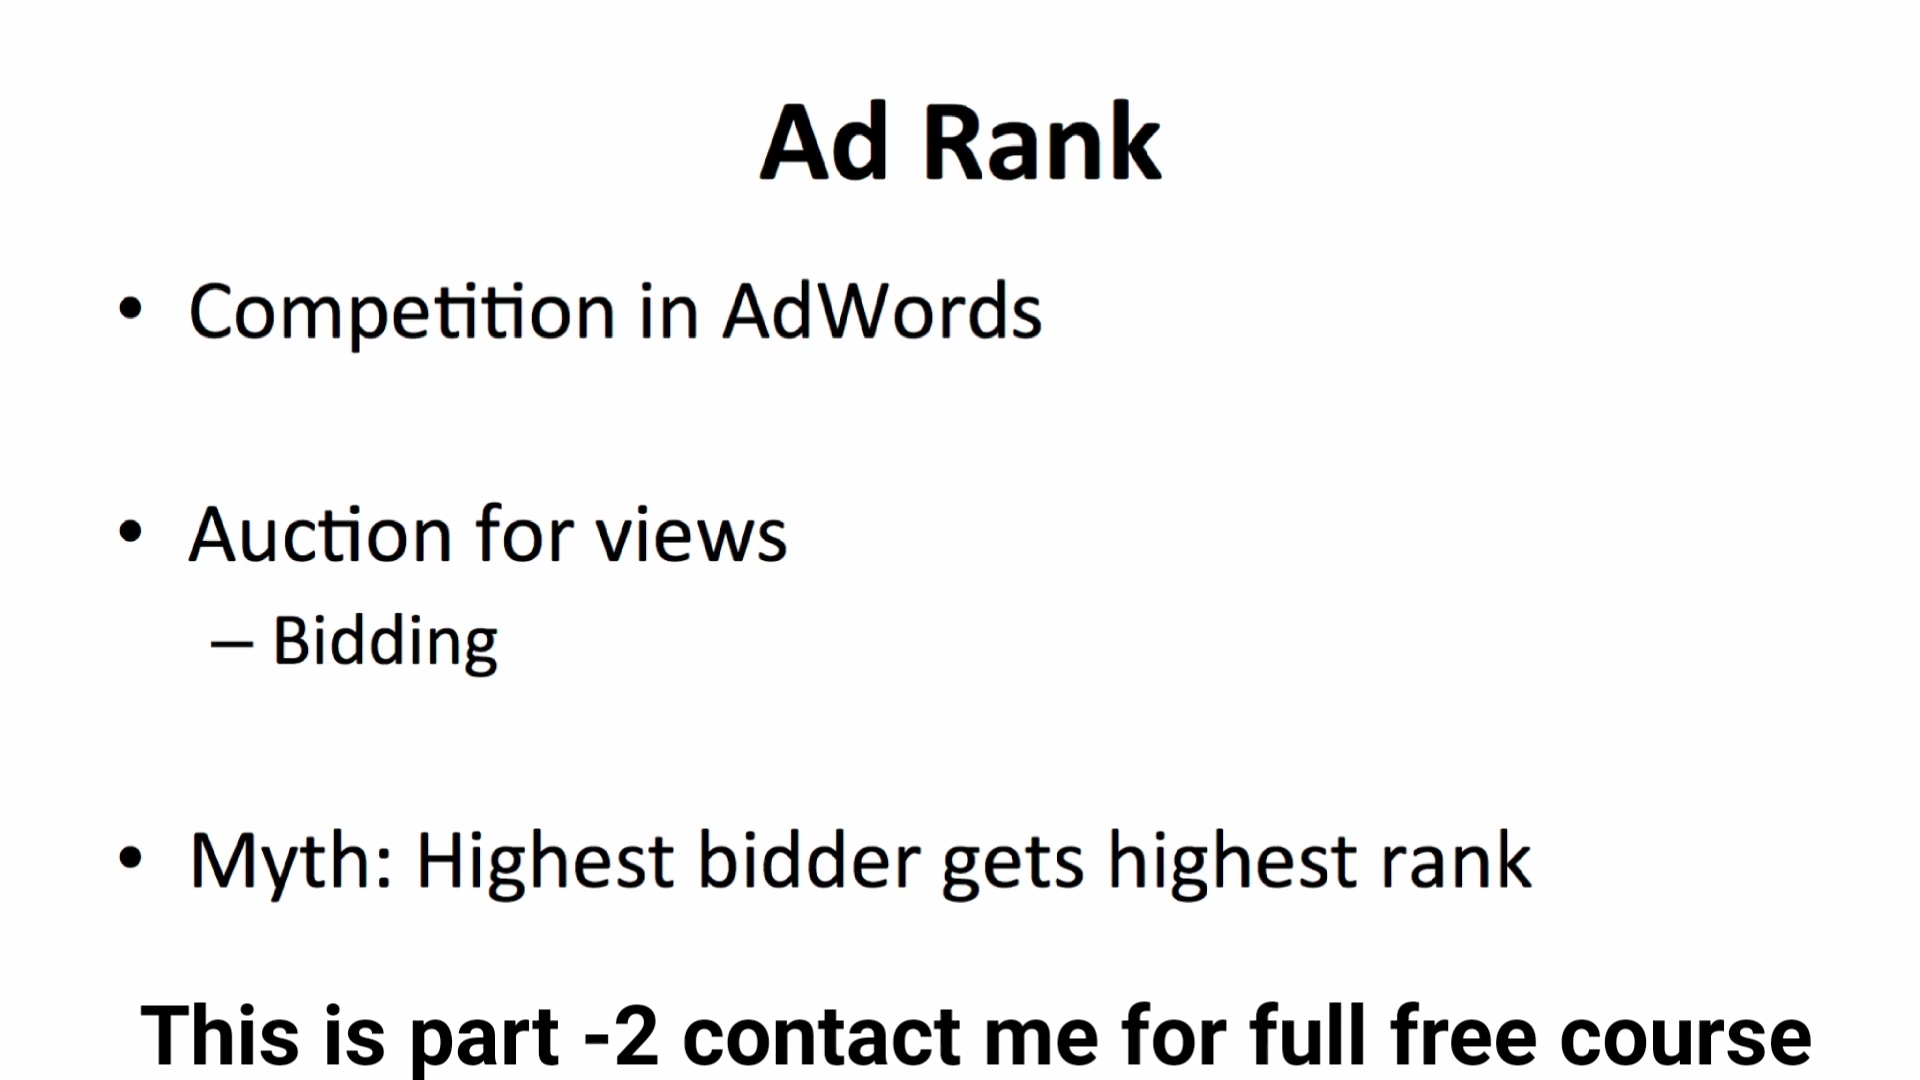 Ad Rank
• Competition in AdWords
• Auction for views
– Bidding
• Myth: Highest bidder gets highest rank
This is part -2 contact me for full free course